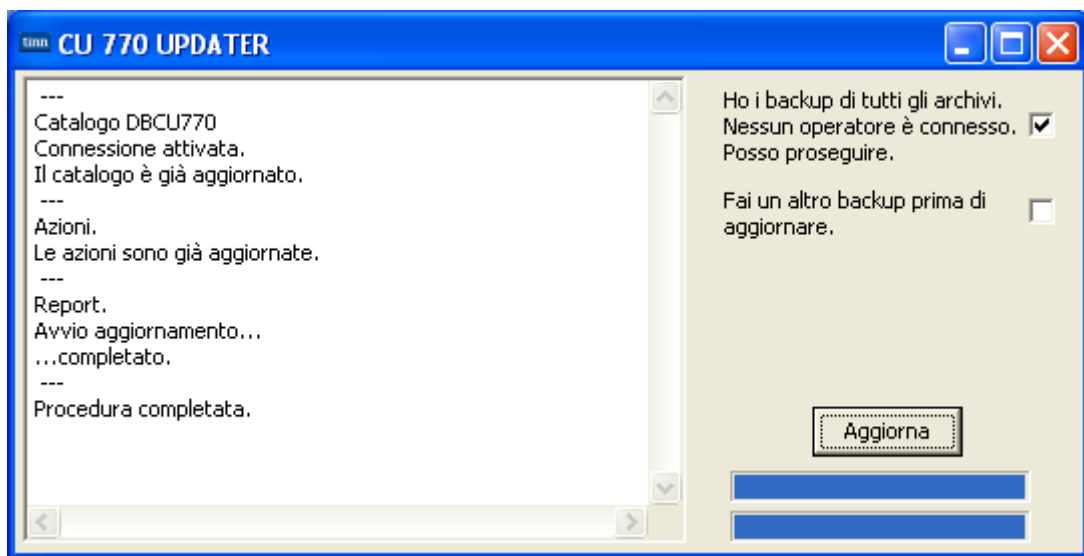 tinn CU 770 UPDATER
---
Catalogo DBCU770
Connessione attivata.
Il catalogo è già aggiornato.
---
Azioni.
Le azioni sono già aggiornate.
---
Report.
Avvio aggiornamento...
...completato.
---
Procedura completata.
Ho i backup di tutti gli archivi.
Nessun operatore è connesso.
Posso proseguire.
Fai un altro backup prima di
aggiornare.
Aggiorna